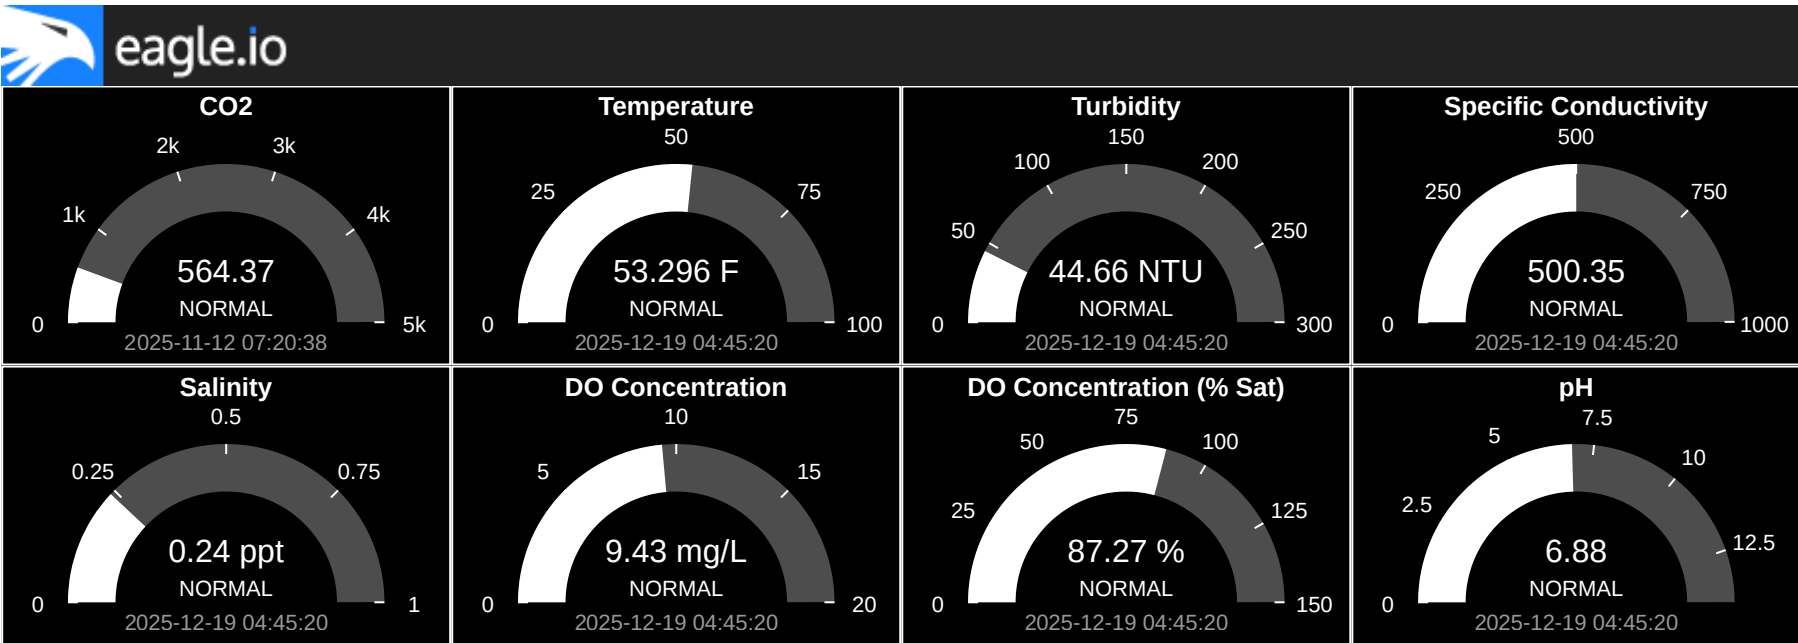 eagle.io
CO2
2k 3k
1k 4k
564.37
NORMAL
0 5k
2025-11-12 07:20:38
Temperature
50
25 75
53.296 F
NORMAL
0 100
2025-12-19 04:45:20
Turbidity
150
100 200
50 250
44.66 NTU
NORMAL
0 300
2025-12-19 04:45:20
Specific Conductivity
500
250 750
500.35
NORMAL
0 1000
2025-12-19 04:45:20
Salinity
0.5
0.25 0.75
0.24 ppt
NORMAL
0 1
2025-12-19 04:45:20
DO Concentration
10
5 15
9.43 mg/L
NORMAL
0 20
2025-12-19 04:45:20
DO Concentration (% Sat)
75
50 100
25 125
87.27 %
NORMAL
0 150
2025-12-19 04:45:20
pH
7.5
5 10
2.5 12.5
6.88
NORMAL
0
2025-12-19 04:45:20